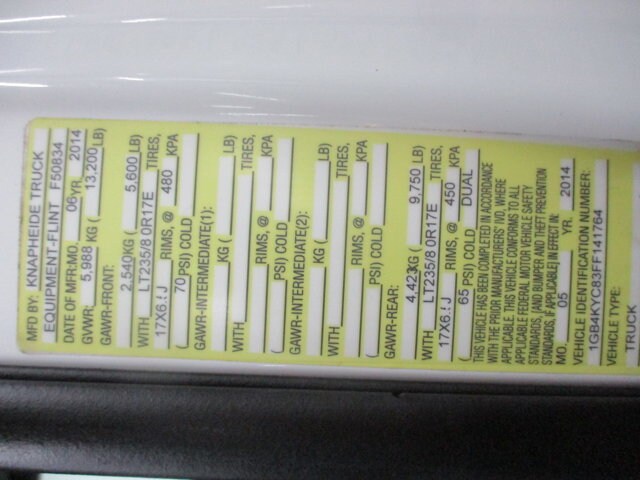 MFD BY: KNAPHEIDE TRUCK
EQUIPMENT-FLINT F50834
DATE OF MFR:MO. 06 YR. 2014
GVWR: 5,988 KG ( 13,200 LB)
GAWR-FRONT:
2,540KG ( 5,600 LB)
WITH LT235/8 0R17E TIRES,
17X6. J RIMS, @ 480 KPA
( 70 PSI) COLD
GAWR-INTERMEDIATE(1):
KG ( LB)
WITH TIRES,
RIMS, @ KPA
( PSI) COLD
GAWR-INTERMEDIATE(2):
KG ( LB)
WITH TIRES,
RIMS, @ KPA
( PSI) COLD
GAWR-REAR:
4,423KG ( 9,750 LB)
WITH LT235/8 0R17E TIRES,
17X6. J RIMS, @ 450 KPA
( 65 PSI) COLD DUAL
THIS VEHICLE HAS BEEN COMPLETED IN ACCORDANCE
WITH THE PRIOR MANUFACTURERS' IVD, WHERE
APPLICABLE. THIS VEHICLE CONFORMS TO ALL
APPLICABLE FEDERAL MOTOR VEHICLE SAFETY
STANDARDS, [AND BUMPER AND THEFT PREVENTION
STANDARDS, IF APPLICABLE] IN EFFECT IN:
MO. 05 YR. 2014
VEHICLE IDENTIFICATION NUMBER:
1GB4KYC83FF141764
VEHICLE TYPE:
TRUCK